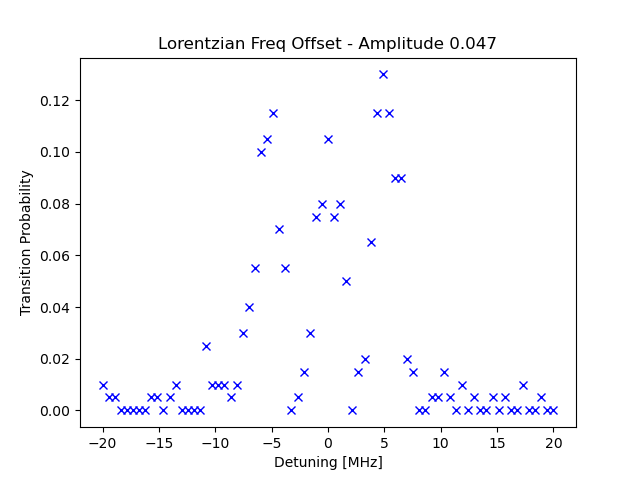 Lorentzian Freq Offset - Amplitude 0.047
Transition Probability
0.12
0.10
0.08
0.06
0.04
0.02
0.00
−20 −15 −10 −5 0 5 10 15 20
Detuning [MHz]